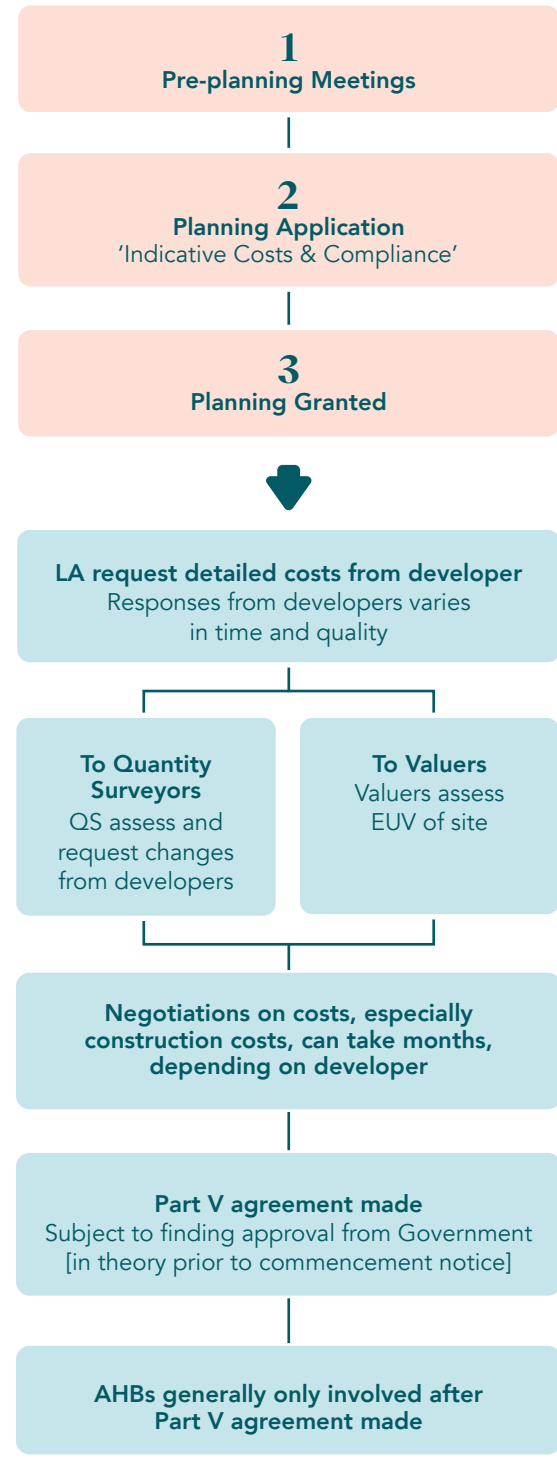 1
Pre-planning Meetings
2
Planning Application
‘Indicative Costs & Compliance’
3
Planning Granted
LA request detailed costs from developer
Responses from developers varies
in time and quality
To Quantity
Surveyors
QS assess and
request changes
from developers
To Valuers
Valuers assess
EUV of site
Negotiations on costs, especially
construction costs, can take months,
depending on developer
Part V agreement made
Subject to finding approval from Government
[in theory prior to commencement notice]
AHBs generally only involved after
Part V agreement made